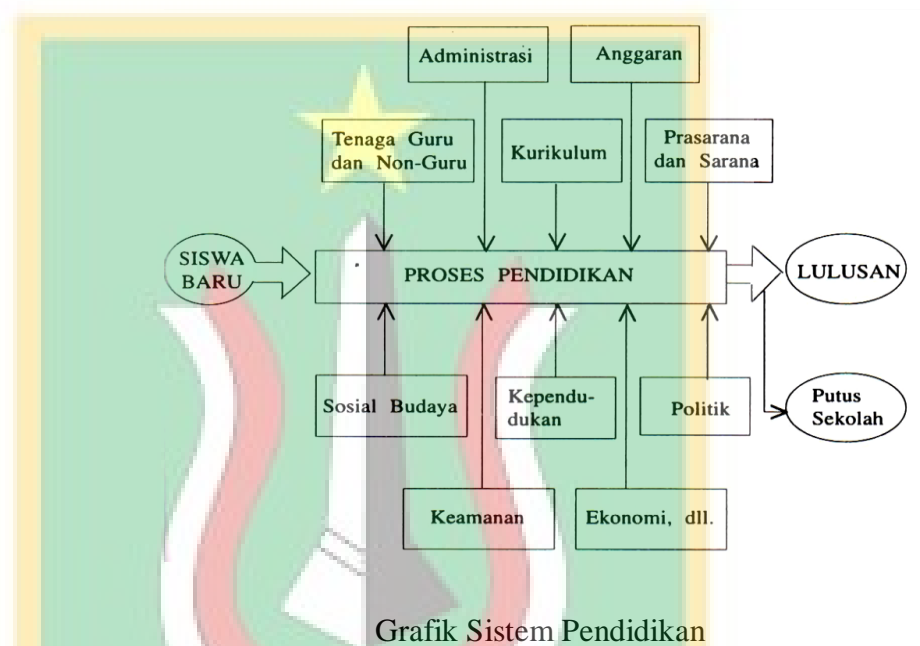 Administrasi
Anggaran
Tenaga Guru
dan Non-Guru
Kurikulum
Prasarana
dan Sarana
SISWA
BARU
PROSES PENDIDIKAN
LULUSAN
Sosial Budaya
Kependu-
dukan
Politik
Putus
Sekolah
Keamanan
Ekonomi, dll.
Grafik Sistem Pendidikan